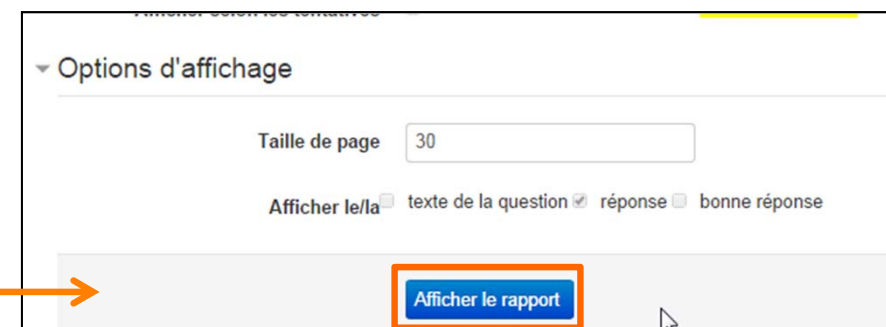 Options d'affichage
Taille de page 30
Afficher le/la texte de la question réponse bonne réponse
Afficher le rapport